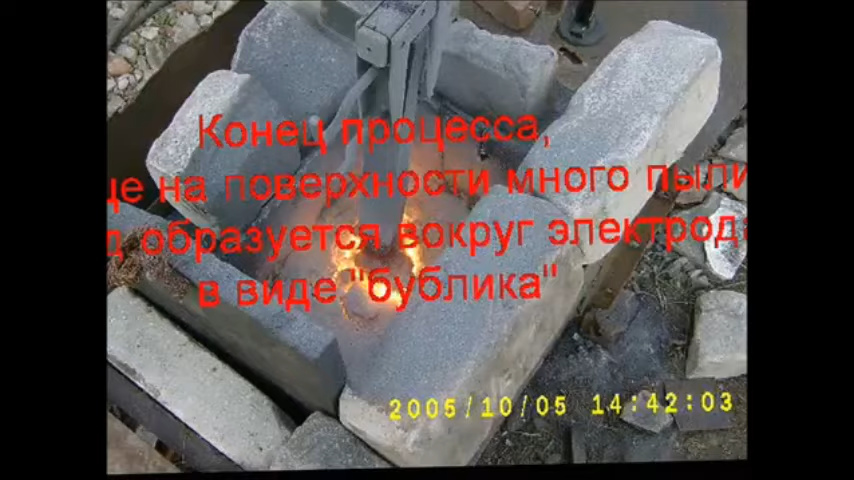 Конец процесса,
на поверхности много пыли
образуется вокруг электрода
в виде "бублика"
2005/10/05 14:42:03